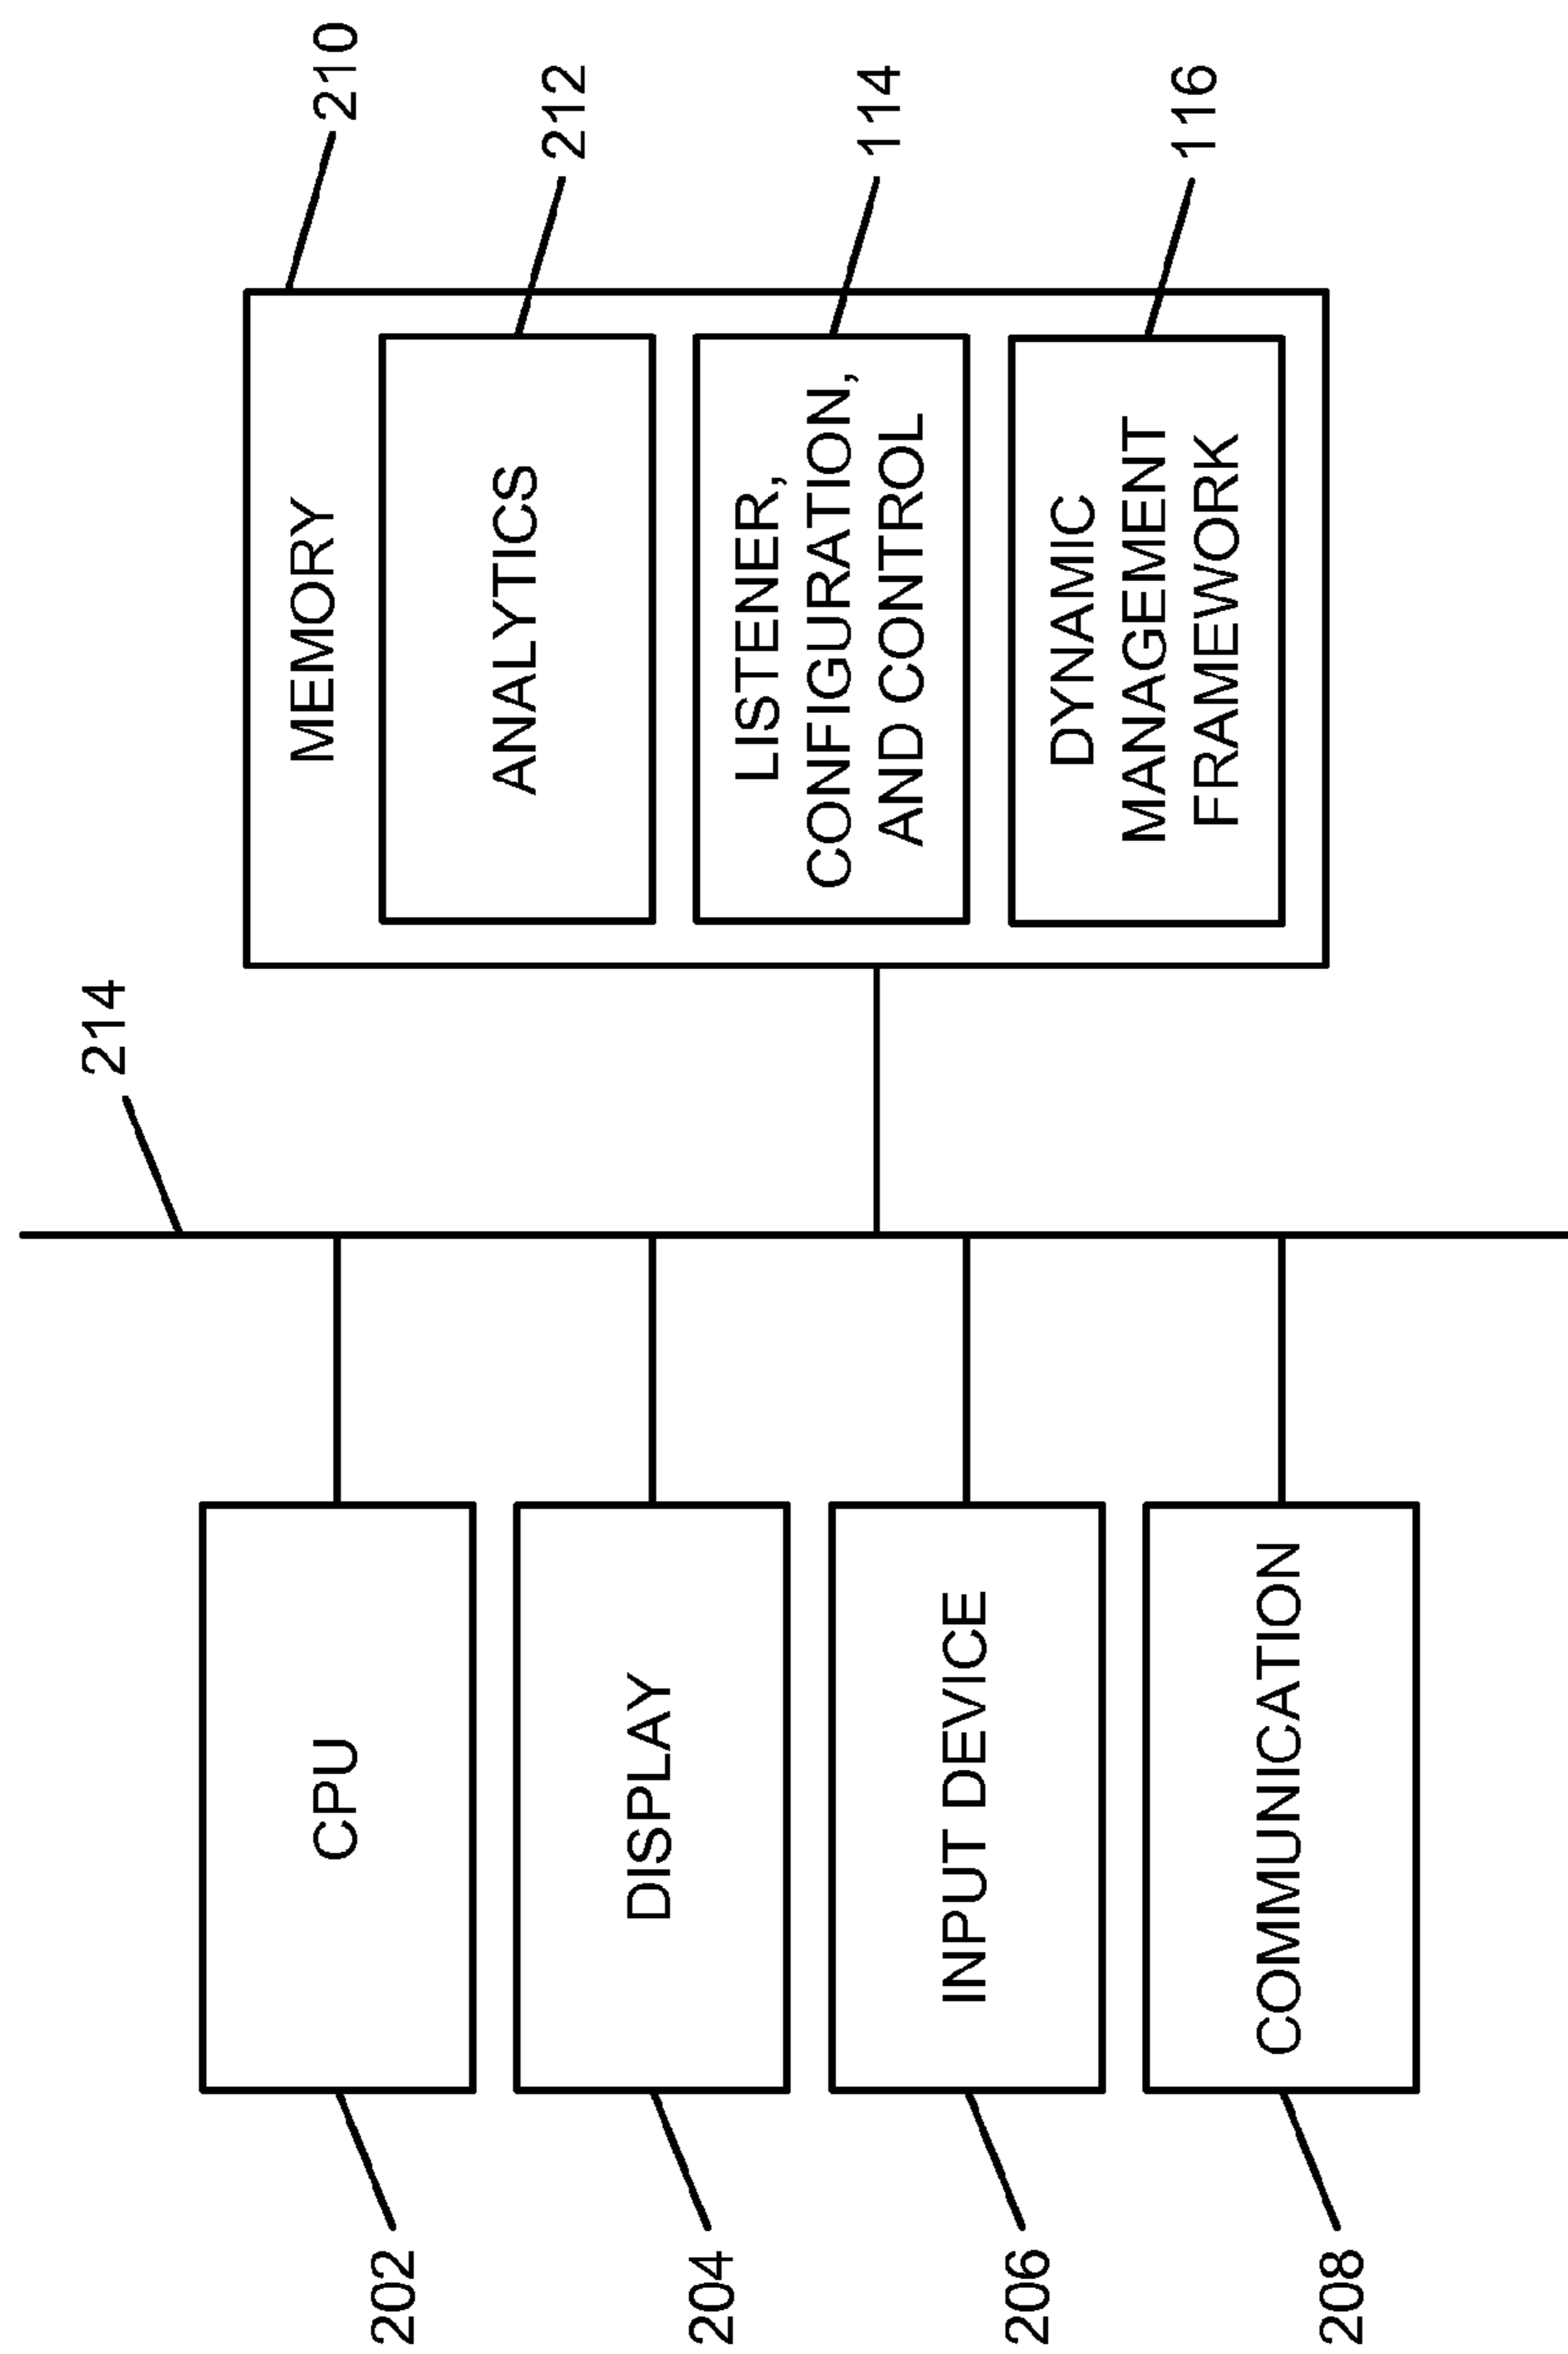 214
202
CPU
204
DISPLAY
206
INPUT DEVICE
208
COMMUNICATION
MEMORY
210
ANALYTICS
212
LISTENER,
CONFIGURATION,
AND CONTROL
114
DYNAMIC
MANAGEMENT
FRAMEWORK
116